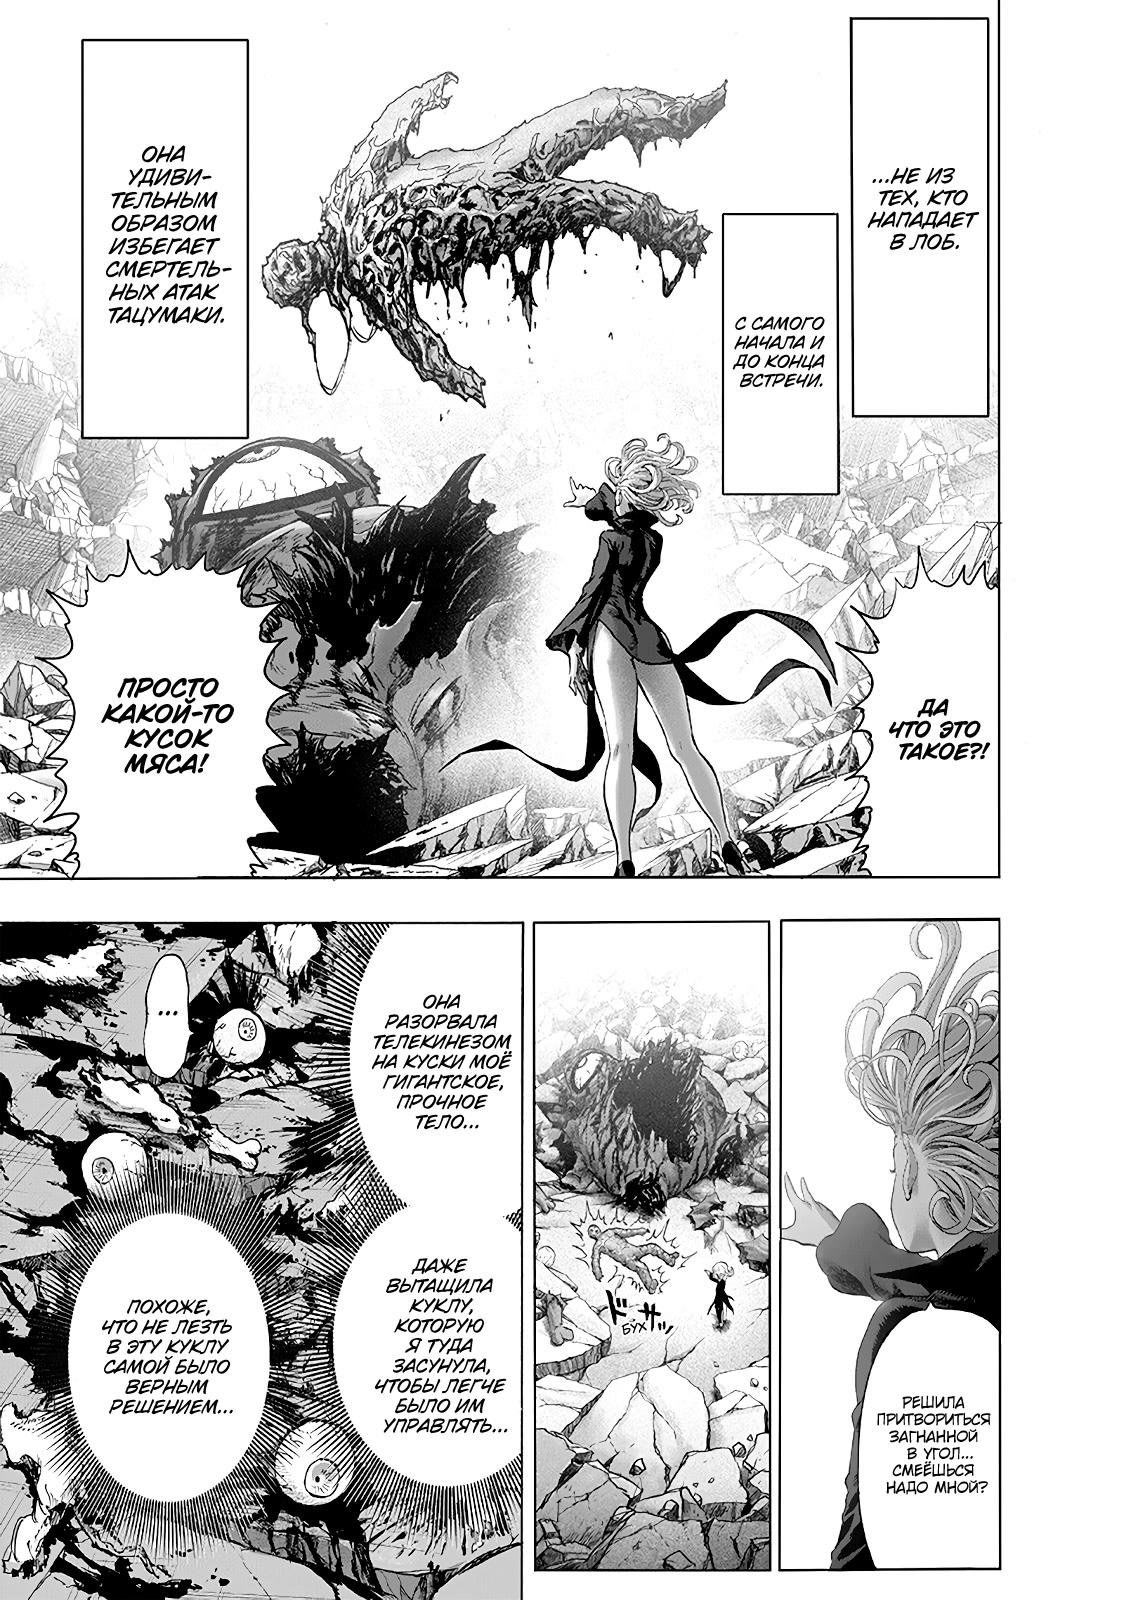 ...НЕ ИЗ
ТЕХ, КТО
НАПАДАЕТ
В ЛОБ.
С САМОГО
НАЧАЛА И
ДО КОНЦА
ВСТРЕЧИ.
ОНА
УДИВИ-
ТЕЛЬНЫМ
ОБРАЗОМ
ИЗБЕГАЕТ
СМЕРТЕЛЬ-
НЫХ АТАК
ТАЦУМАКИ.
ДА
ЧТО ЭТО
ТАКОЕ?!
ПРОСТО
КАКОЙ-ТО
КУСОК
МЯСА!
РЕШИЛА
ПРИТВОРИТЬСЯ
ЗАГНАННОЙ
В УГОЛ...
СМЕЁШЬСЯ
НАДО МНОЙ?
ドサ
БУХ
ОНА
РАЗОРВАЛА
ТЕЛЕКИНЕЗОМ
НА КУСКИ МОЁ
ГИГАНТСКОЕ,
ПРОЧНОЕ
ТЕЛО...
ДАЖЕ
ВЫТАЩИЛА
КУКЛУ,
КОТОРУЮ
Я ТУДА
ЗАСУНУЛА,
ЧТОБЫ ЛЕГЧЕ
БЫЛО ИМ
УПРАВЛЯТЬ...
...
ПОХОЖЕ,
ЧТО НЕ ЛЕЗТЬ
В ЭТУ КУКЛУ
САМОЙ БЫЛО
ВЕРНЫМ
РЕШЕНИЕМ...